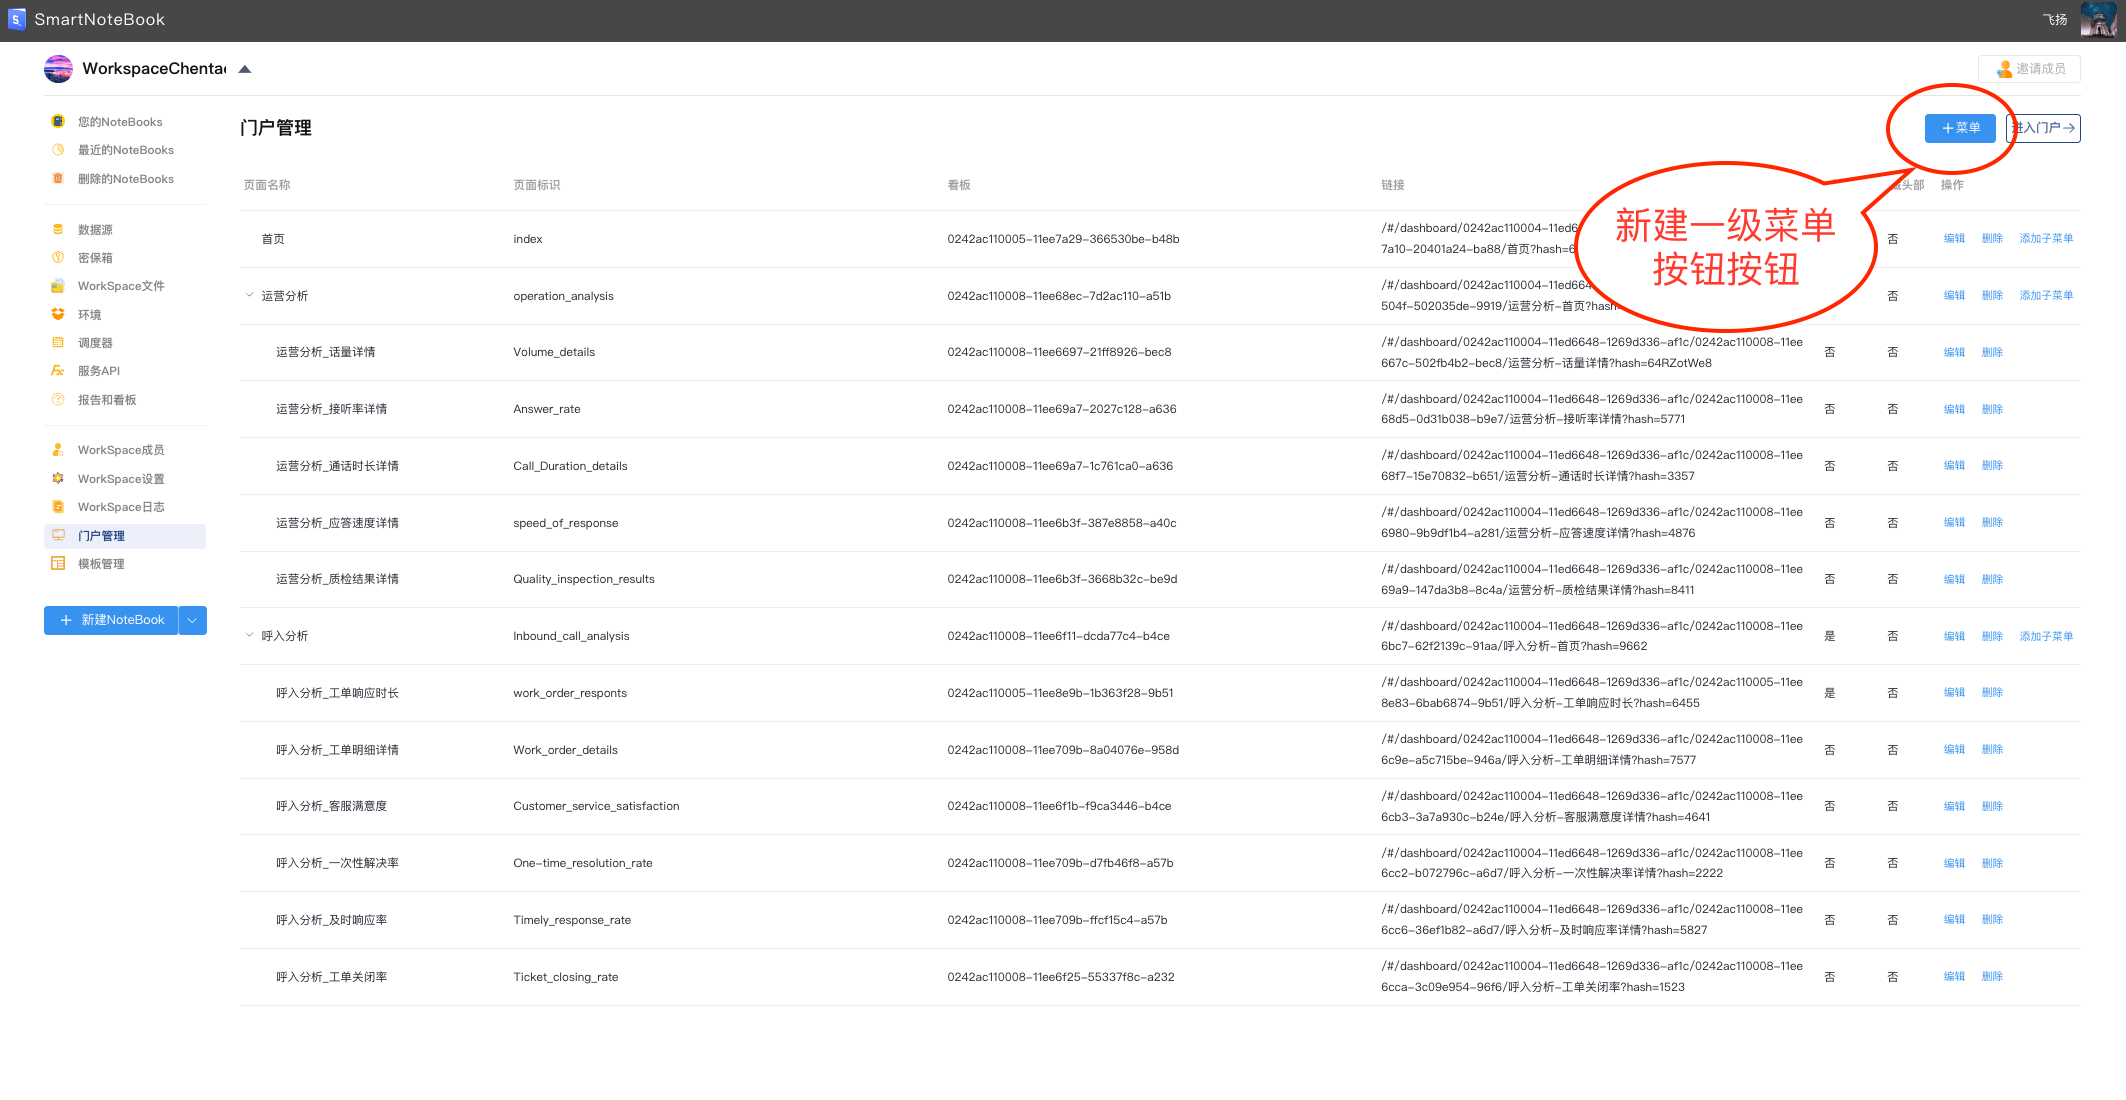 SmartNoteBook
飞扬
WorkspaceChentao
邀请成员
您的NoteBooks
最近的NoteBooks
删除的NoteBooks
数据源
密保箱
WorkSpace文件
环境
调度器
服务API
报告和看板
WorkSpace成员
WorkSpace设置
WorkSpace日志
门户管理
模板管理
新建NoteBook
门户管理
菜单
进入门户
新建一级菜单
按钮按钮
页面名称 页面标识 看板 链接 头部 操作
首页 index 0242ac110005-11ee7a29-366530be-b48b /#/dashboard/0242ac110004-11ed6 否 编辑 删除 添加子菜单
7a10-20401a24-ba88/首页?hash=6
运营分析 operation_analysis 0242ac110008-11ee68ec-7d2ac110-a51b /#/dashboard/0242ac110004-11ed664 否 编辑 删除 添加子菜单
504f-502035de-9919/运营分析-首页?hash=
运营分析_话量详情 Volume_details 0242ac110008-11ee6697-21ff8926-bec8 /#/dashboard/0242ac110004-11ed6648-1269d336-af1c/0242ac110008-11ee 否 否 编辑 删除
667c-502fb4b2-bec8/运营分析-话量详情?hash=64RZotWe8
运营分析_接听率详情 Answer_rate 0242ac110008-11ee69a7-2027c128-a636 /#/dashboard/0242ac110004-11ed6648-1269d336-af1c/0242ac110008-11ee 否 否 编辑 删除
68d5-0d31b038-b9e7/运营分析-接听率详情?hash=5771
运营分析_通话时长详情 Call_Duration_details 0242ac110008-11ee69a7-1c761ca0-a636 /#/dashboard/0242ac110004-11ed6648-1269d336-af1c/0242ac110008-11ee 否 否 编辑 删除
68f7-15e70832-b651/运营分析-通话时长详情?hash=3357
运营分析_应答速度详情 speed_of_response 0242ac110008-11ee6b3f-387e8858-a40c /#/dashboard/0242ac110004-11ed6648-1269d336-af1c/0242ac110008-11ee 否 否 编辑 删除
6980-9b9df1b4-a281/运营分析-应答速度详情?hash=4876
运营分析_质检结果详情 Quality_inspection_results 0242ac110008-11ee6b3f-3668b32c-be9d /#/dashboard/0242ac110004-11ed6648-1269d336-af1c/0242ac110008-11ee 否 否 编辑 删除
69a9-147da3b8-8c4a/运营分析-质检结果详情?hash=8411
呼入分析 Inbound_call_analysis 0242ac110008-11ee6f11-dcda77c4-b4ce /#/dashboard/0242ac110004-11ed6648-1269d336-af1c/0242ac110008-11ee 是 否 编辑 删除 添加子菜单
6bc7-62f2139c-91aa/呼入分析-首页?hash=9662
呼入分析_工单响应时长 work_order_responts 0242ac110005-11ee8e9b-1b363f28-9b51 /#/dashboard/0242ac110004-11ed6648-1269d336-af1c/0242ac110005-11ee 是 否 编辑 删除
8e83-6bab6874-9b51/呼入分析-工单响应时长?hash=6455
呼入分析_工单明细详情 Work_order_details 0242ac110008-11ee709b-8a04076e-958d /#/dashboard/0242ac110004-11ed6648-1269d336-af1c/0242ac110008-11ee 否 否 编辑 删除
6c9e-a5c715be-946a/呼入分析-工单明细详情?hash=7577
呼入分析_客服满意度 Customer_service_satisfaction 0242ac110008-11ee6f1b-f9ca3446-b4ce /#/dashboard/0242ac110004-11ed6648-1269d336-af1c/0242ac110008-11ee 否 否 编辑 删除
6cb3-3a7a930c-b24e/呼入分析-客服满意度详情?hash=4641
呼入分析_一次性解决率 One-time_resolution_rate 0242ac110008-11ee709b-d7fb46f8-a57b /#/dashboard/0242ac110004-11ed6648-1269d336-af1c/0242ac110008-11ee 否 否 编辑 删除
6cc2-b072796c-a6d7/呼入分析-一次性解决率详情?hash=2222
呼入分析_及时响应率 Timely_response_rate 0242ac110008-11ee709b-ffcf15c4-a57b /#/dashboard/0242ac110004-11ed6648-1269d336-af1c/0242ac110008-11ee 否 否 编辑 删除
6cc6-36ef1b82-a6d7/呼入分析-及时响应率详情?hash=5827
呼入分析_工单关闭率 Ticket_closing_rate 0242ac110008-11ee6f25-55337f8c-a232 /#/dashboard/0242ac110004-11ed6648-1269d336-af1c/0242ac110008-11ee 否 否 编辑 删除
6cca-3c09e954-96f6/呼入分析-工单关闭率?hash=1523